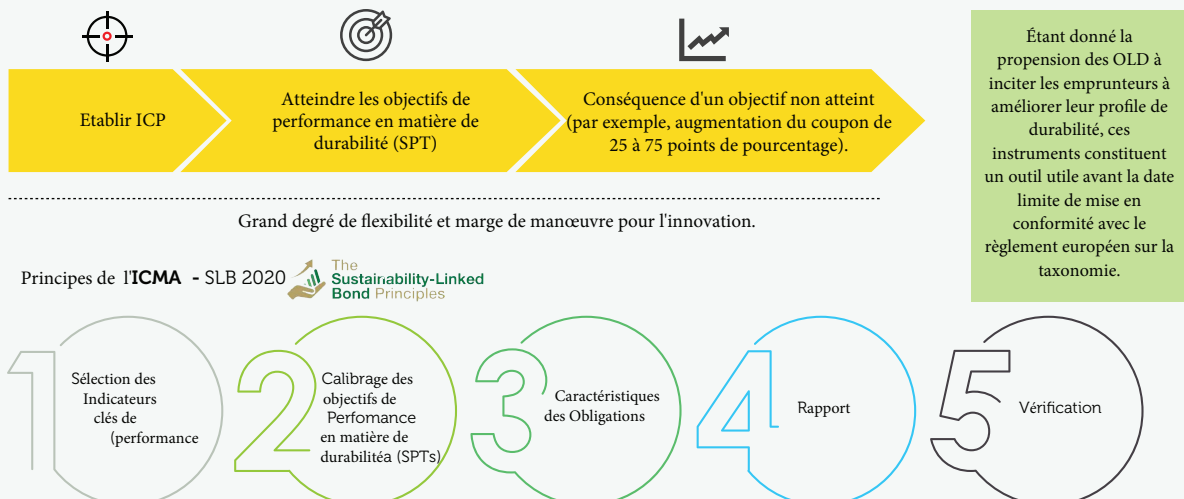 Etablir ICP
Atteindre les objectifs de
performance en matière de
durabilité (SPT)
Conséquence d'un objectif non atteint
(par exemple, augmentation du coupon de
25 à 75 points de pourcentage).
Étant donné la
propension des OLD à
inciter les emprunteurs à
améliorer leur profile de
durabilité, ces
instruments constituent
un outil utile avant la date
limite de mise en
conformité avec le
règlement européen sur la
taxonomie.
Grand degré de flexibilité et marge de manœuvre pour l'innovation.
Principes de l'ICMA - SLB 2020
The
Sustainability-Linked
Bond Principles
1
Sélection des
Indicateurs
clés de
(performance
2
Calibrage des
objectifs de
Perfomance
en matière de
durabilitéa (SPTs)
3
Caractéristiques
des Obligations
4
Rapport
5
Vérification